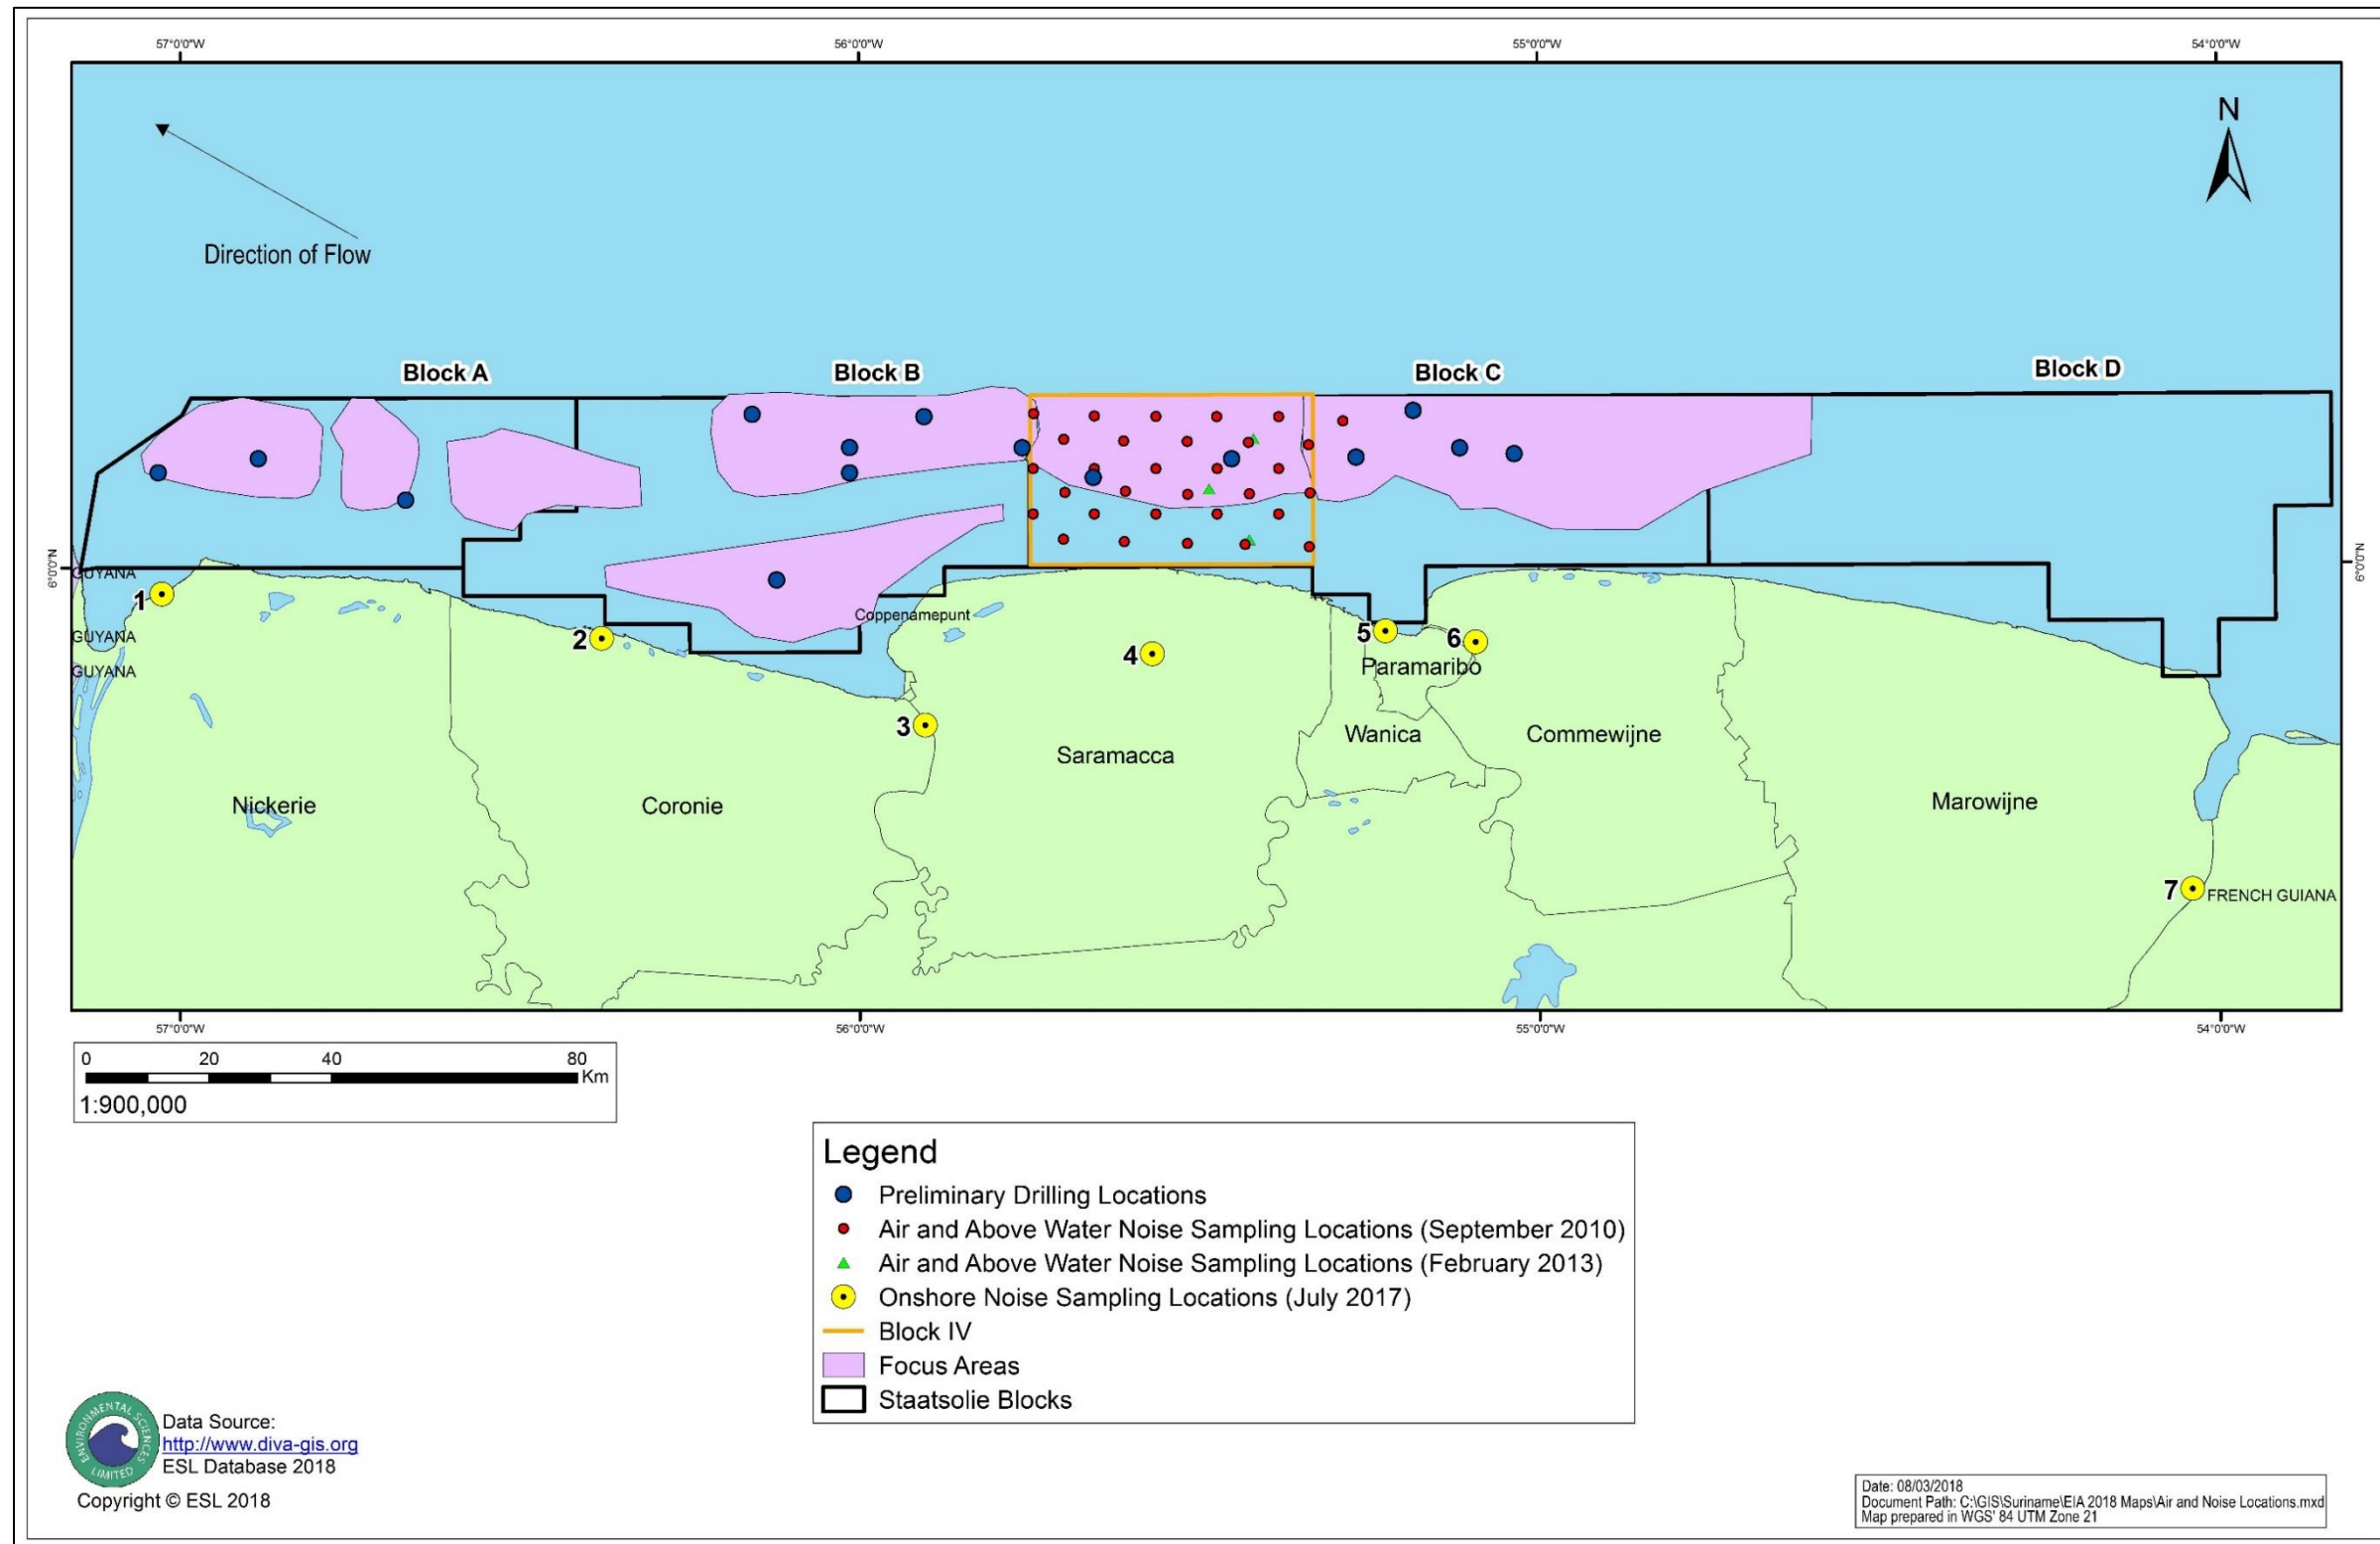 57°0'0"W 56°0'0"W 55°0'0"W 54°0'0"W
N
Direction of Flow
Block A Block B Block C Block D
6°0'0"N 6°0'0"N
GUYANA
1
GUYANA
2
Coppenamepunt
5
6
GUYANA
4
Paramaribo
3
Saramacca
Wanica
Commewijne
Nickerie
Coronie
Marowijne
7
FRENCH GUIANA
57°0'0"W 56°0'0"W 55°0'0"W 54°0'0"W
0 20 40 80
Km
1:900,000
Legend
Preliminary Drilling Locations
Air and Above Water Noise Sampling Locations (September 2010)
Air and Above Water Noise Sampling Locations (February 2013)
Onshore Noise Sampling Locations (July 2017)
Block IV
Focus Areas
Staatsolie Blocks
ENVIRONMENTAL SCIENCES LIMITED
Data Source:
http://www.diva-gis.org
ESL Database 2018
Copyright © ESL 2018
Date: 08/03/2018
Document Path: C:\GIS\Suriname\EIA 2018 Maps\Air and Noise Locations.mxd
Map prepared in WGS' 84 UTM Zone 21